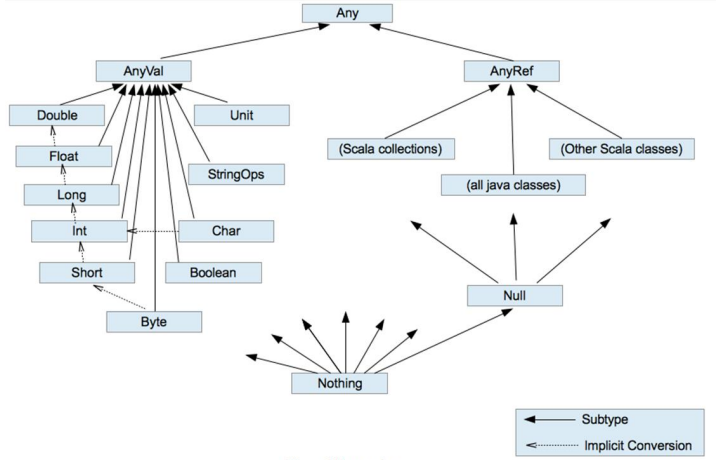 Any
AnyVal
AnyRef
Double
Unit
Float
(Scala collections)
(Other Scala classes)
StringOps
(all java classes)
Long
Int
Char
Short
Boolean
Null
Byte
Nothing
Subtype
Implicit Conversion